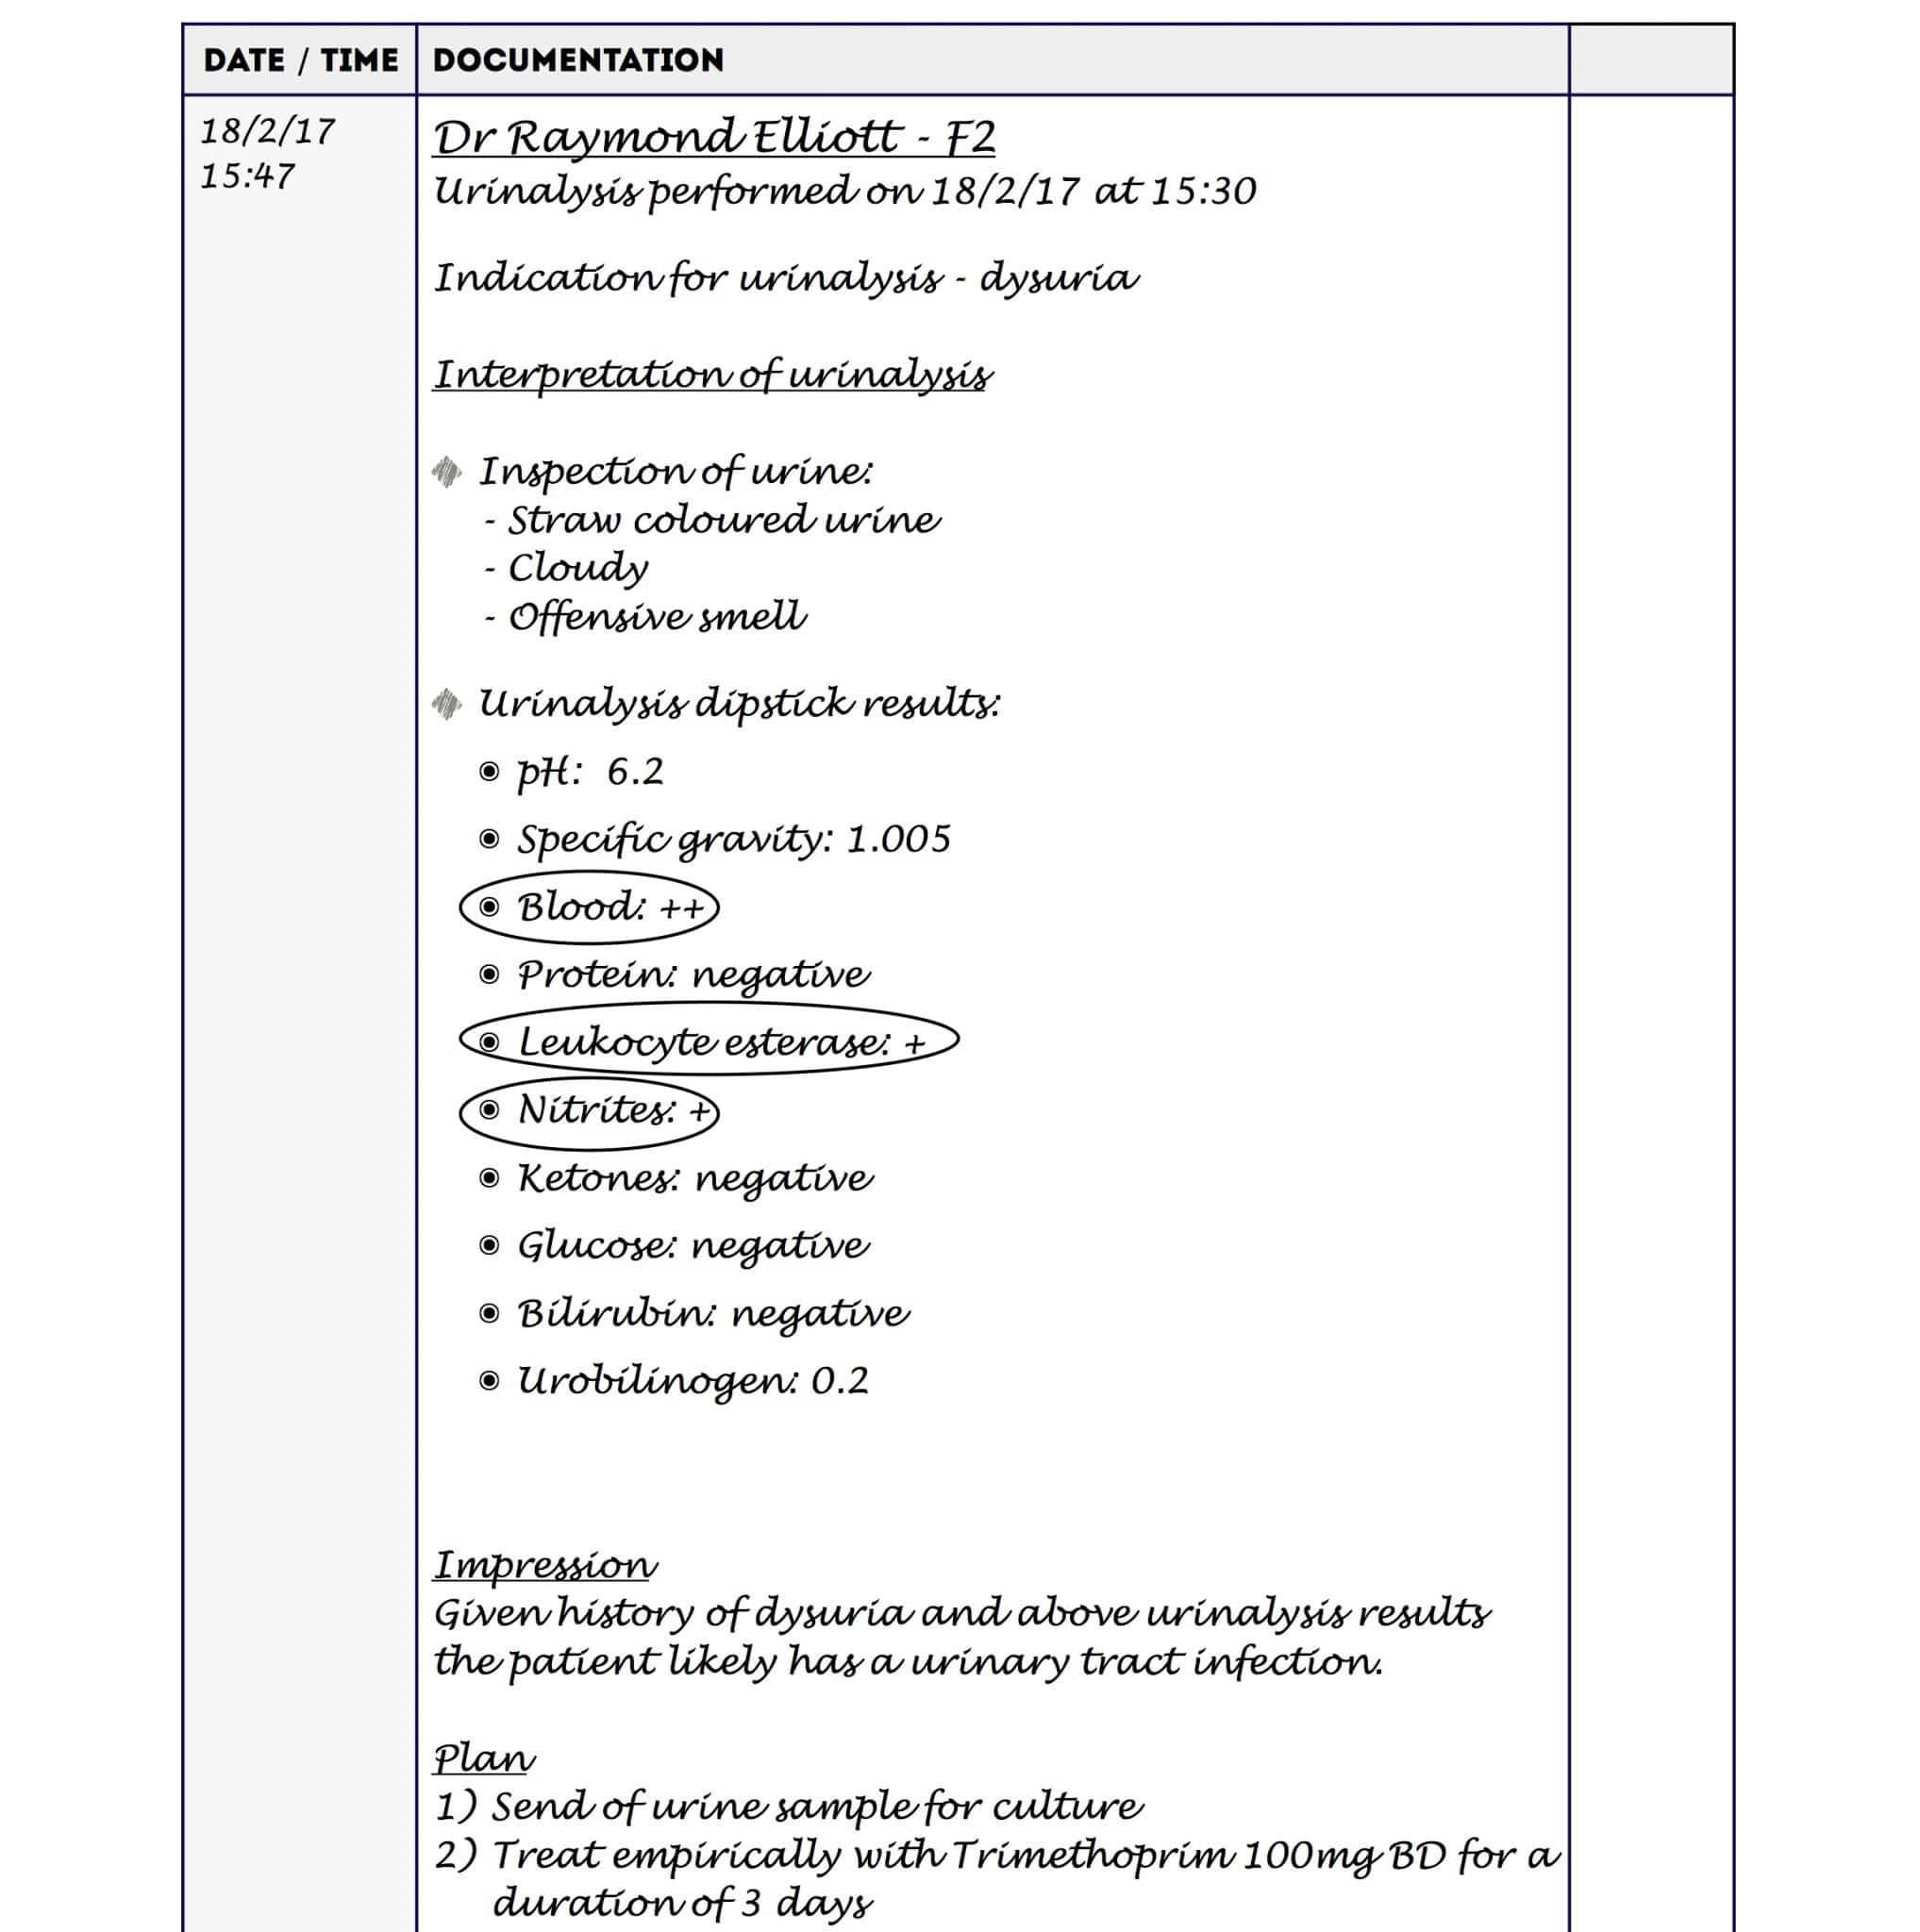 DATE / TIME
DOCUMENTATION
18/2/17
15:47
Dr Raymond Elliott - F2
Urinalysis performed on 18/2/17 at 15:30
Indication for urinalysis - dysuria
Interpretation of urinalysis
Inspection of urine:
- Straw coloured urine
- Cloudy
- Offensive smell
Urinalysis dipstick results:
pH: 6.2
Specific gravity: 1.005
Blood: ++
Protein: negative
Leukocyte esterase: +
Nitrites: +
Ketones: negative
Glucose: negative
Bilirubin: negative
Urobilinogen: 0.2
Impression
Given history of dysuria and above urinalysis results
the patient likely has a urinary tract infection.
Plan
1) Send of urine sample for culture
2) Treat empirically with Trimethoprim 100mg BD for a
duration of 3 days